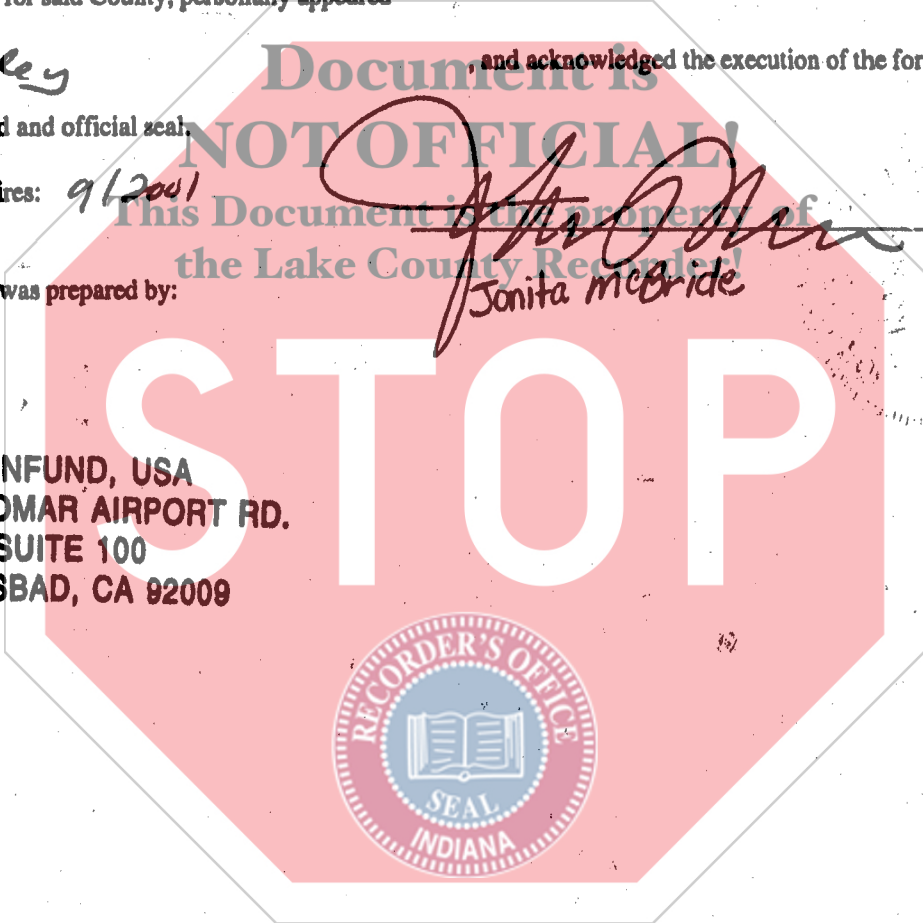 for said County, personally appeared
ley , and acknowledged the execution of the for
d and official seal.
ires: 9/2001
was prepared by:
Jonita McBride
NFUND, USA
OMAR AIRPORT RD.
SUITE 100
SBAD, CA 92009
Document is
NOT OFFICIAL!
This Document is the property of
the Lake County Recorder!
STOP
RECORDER'S OFFICE
SEAL
INDIANA